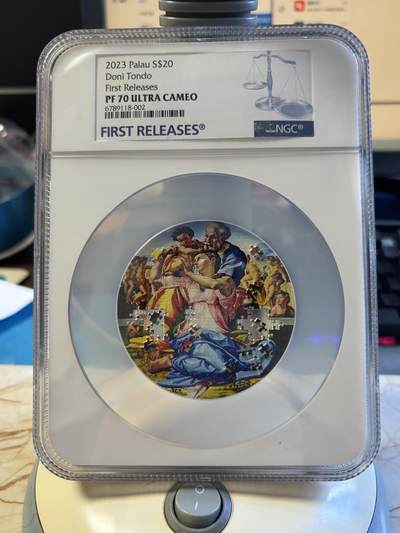 2023 Palau S$20
Doni Tondo
First Releases
PF 70 ULTRA CAMEO
6789118-002
FIRST RELEASES®
NGC®